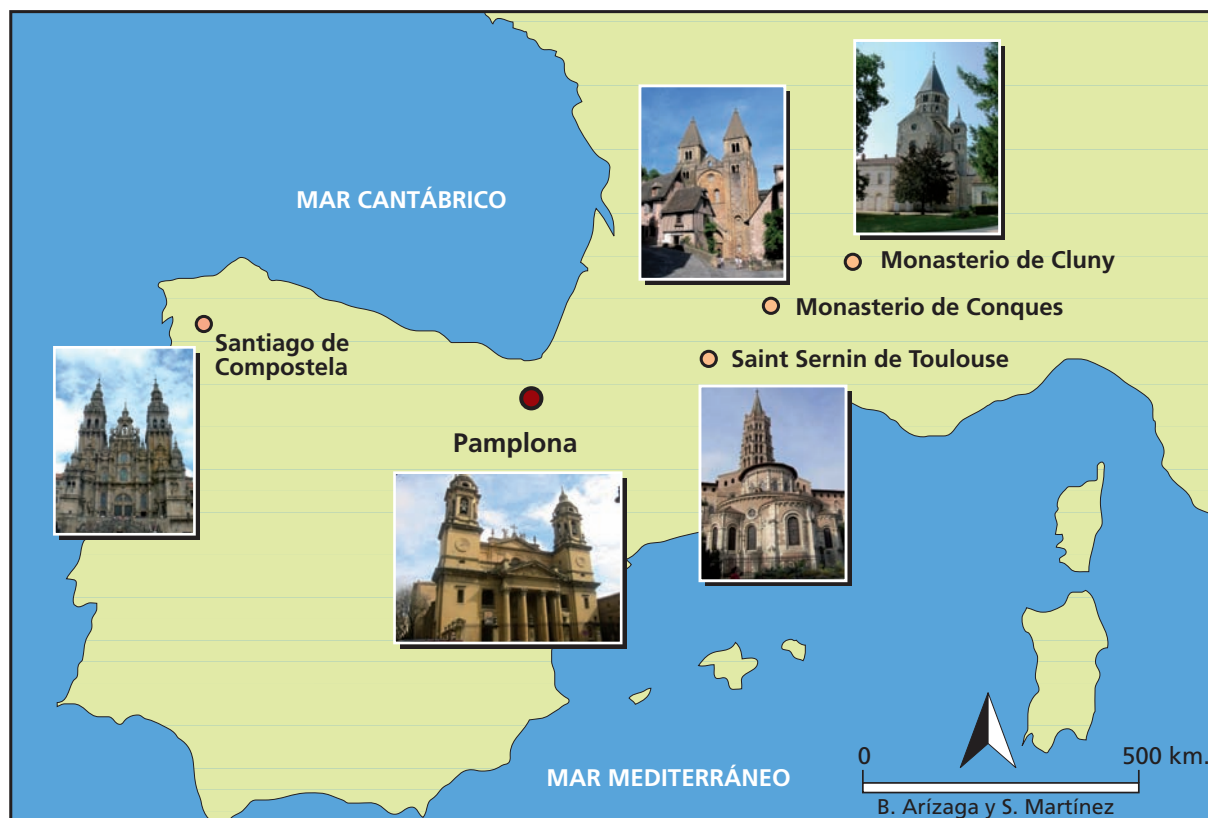 MAR CANTÁBRICO
Monasterio de Cluny
Monasterio de Conques
Santiago de
Compostela
Saint Sernin de Toulouse
Pamplona
MAR MEDITERRÁNEO
0 500 km.
B. Arízaga y S. Martínez